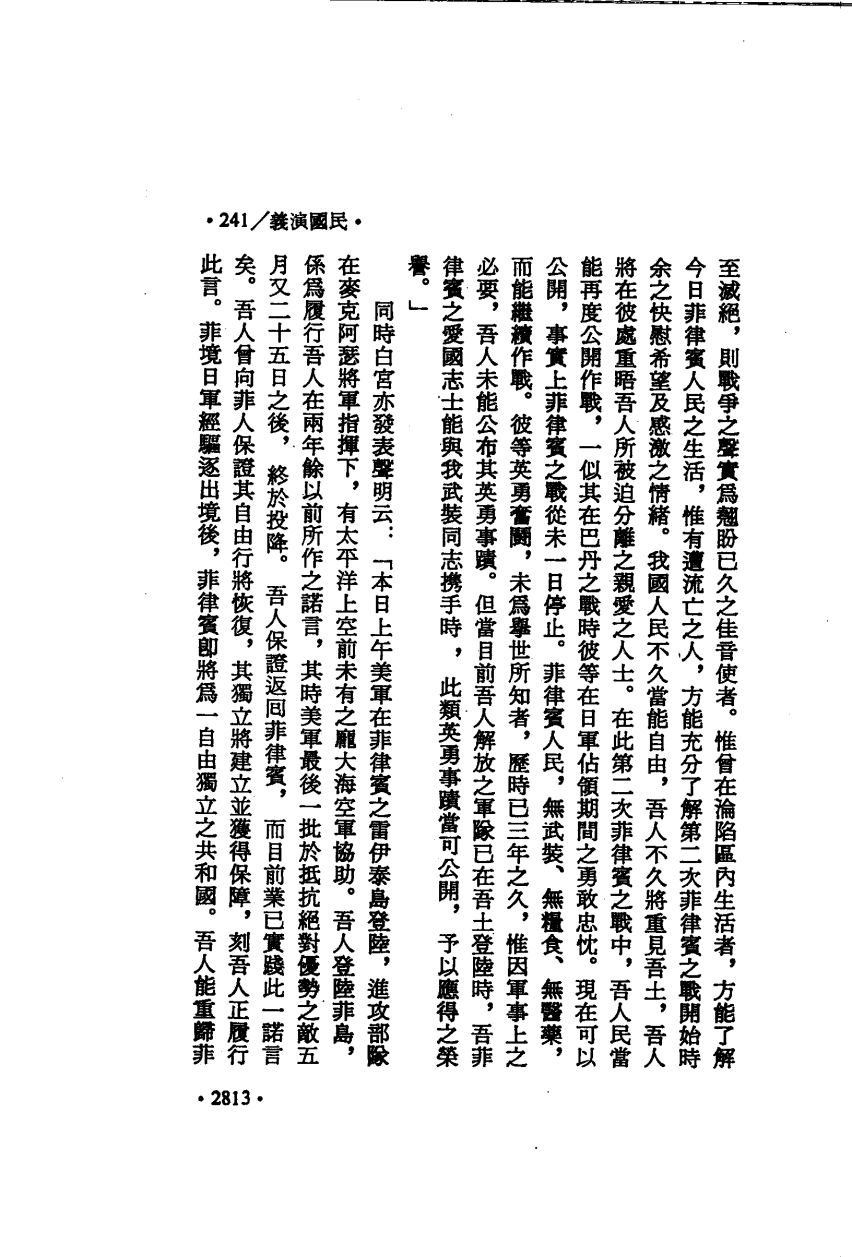 •241／義演國民•
至滅絕，則戰爭之聲實爲翹盼已久之佳音使者。惟曾在淪陷區內生活者，方能了解
今日菲律賓人民之生活，惟有遭流亡之人，方能充分了解第二次菲律賓之戰開始時
余之快慰希望及感激之情緒。我國人民不久當能自由，吾人不久將重見吾土，吾人
將在彼處重晤吾人所被迫分離之親愛之人士。在此第二次菲律賓之戰中，吾人民當
能再度公開作戰，一似其在巴丹之戰時彼等在日軍佔領期間之勇敢忠忱。現在可以
公開，事實上菲律賓之戰從未一日停止。菲律賓人民，無武裝、無糧食、無醫藥，
而能繼續作戰。彼等英勇奮鬪，未爲擧世所知者，歷時已三年之久，惟因軍事上之
必要，吾人未能公布其英勇事蹟。但當目前吾人解放之軍隊已在吾土登陸時，吾菲
律賓之愛國志士能與我武裝同志携手時，此類英勇事蹟當可公開，予以應得之榮
譽。」
同時白宮亦發表聲明云：「本日上午美軍在菲律賓之雷伊泰島登陸，進攻部隊
在麥克阿瑟將軍指揮下，有太平洋上空前未有之龐大海空軍協助。吾人登陸菲島，
係爲履行吾人在兩年餘以前所作之諾言，其時美軍最後一批於抵抗絕對優勢之敵五
月又二十五日之後，終於投降。吾人保證返回菲律賓，而目前業已實踐此一諾言
矣。吾人曾向菲人保證其自由行將恢復，其獨立將建立並獲得保障，刻吾人正履行
此言。菲境日軍經驅逐出境後，菲律賓卽將爲一自由獨立之共和國。吾人能重歸菲
•2813•